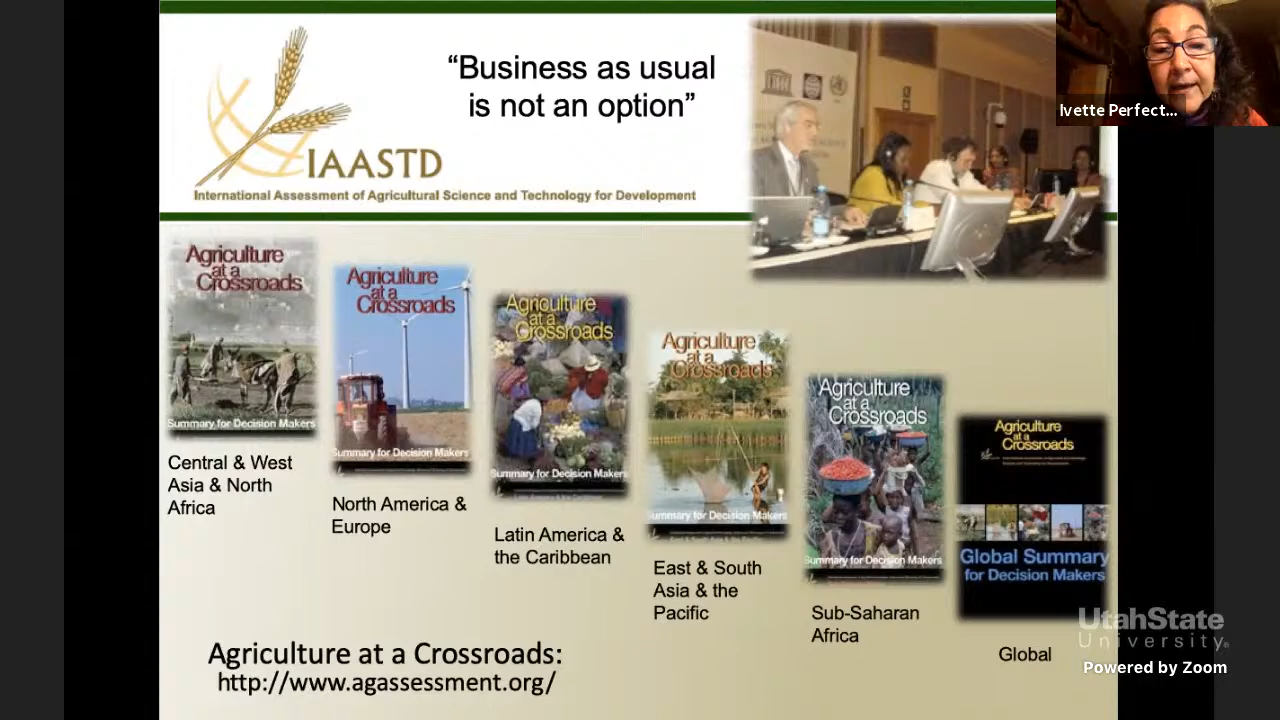 “Business as usual
is not an option”
Ivette Perfect...
IAASTD
International Assessment of Agricultural Science and Technology for Development
Agriculture
at a
Crossroads
Summary for Decision Makers
Central & West
Asia & North
Africa
Agriculture
at a
Crossroads
Summary for Decision Makers
North America &
Europe
Agriculture
at a
Crossroads
Summary for Decision Makers
Latin America &
the Caribbean
Agriculture
at a
Crossroads
Summary for Decision Makers
East & South
Asia & the
Pacific
Agriculture
at a
Crossroads
Summary for Decision Makers
Sub-Saharan
Africa
Agriculture
at a
Crossroads
Global Summary
for Decision Makers
Global
Agriculture at a Crossroads:
http://www.agassessment.org/
UtahState
University
Powered by Zoom